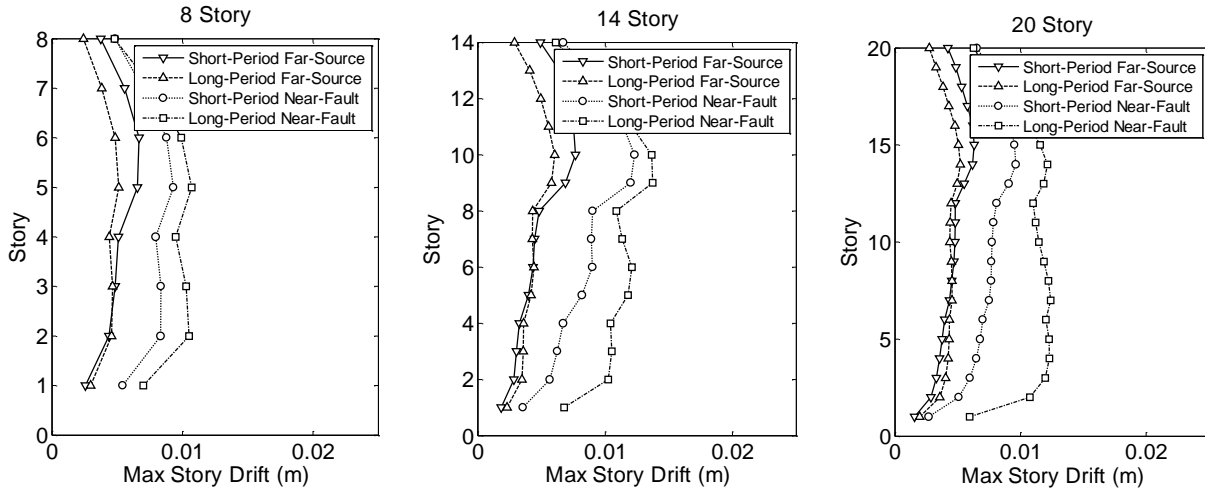 8 Story
8
7
6
5
4
3
2
1
0
Story
Short-Period Far-Source
Long-Period Far-Source
Short-Period Near-Fault
Long-Period Near-Fault
0
0.01
0.02
Max Story Drift (m)
14 Story
14
12
10
8
6
4
2
0
Story
Short-Period Far-Source
Long-Period Far-Source
Short-Period Near-Fault
Long-Period Near-Fault
0
0.01
0.02
Max Story Drift (m)
20 Story
20
15
10
5
0
Story
Short-Period Far-Source
Long-Period Far-Source
Short-Period Near-Fault
Long-Period Near-Fault
0
0.01
0.02
Max Story Drift (m)